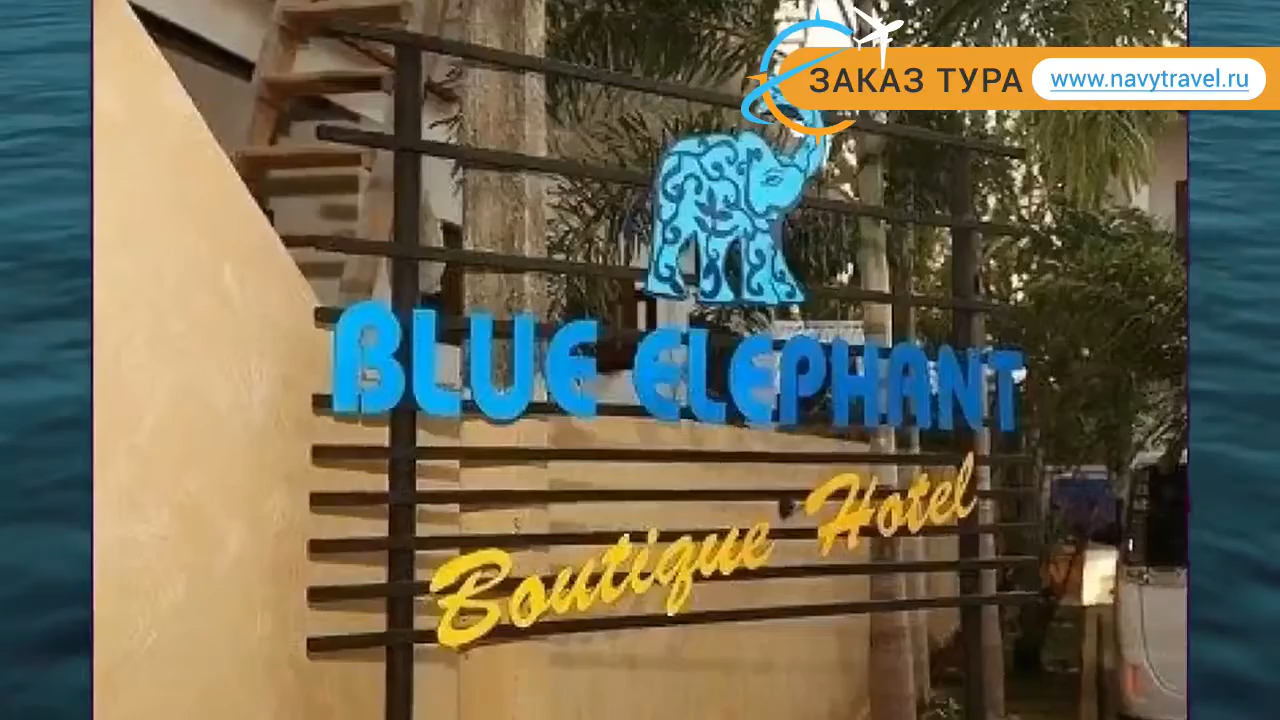 ЗАКАЗ ТУРА www.navytravel.ru
BLUE ELEPHANT
Boutique Hotel